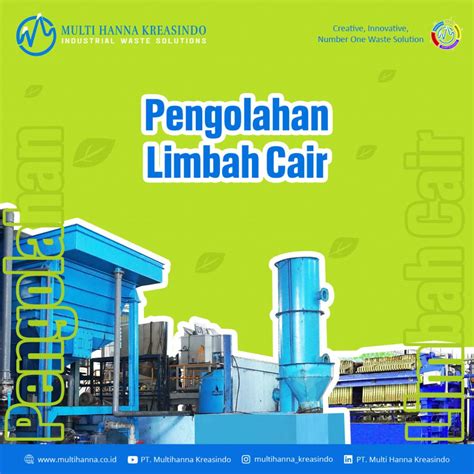 MULTI HANNA KREASINDO
INDUSTRIAL WASTE SOLUTIONS
Creative, Innovative,
Number One Waste Solution
Pengolahan
Limbah Cair
Pengolahan
Limbah Cair
www.multihanna.co.id
PT. Multihanna Kreasindo
multihanna_kreasindo
PT. Multi Hanna Kreasindo